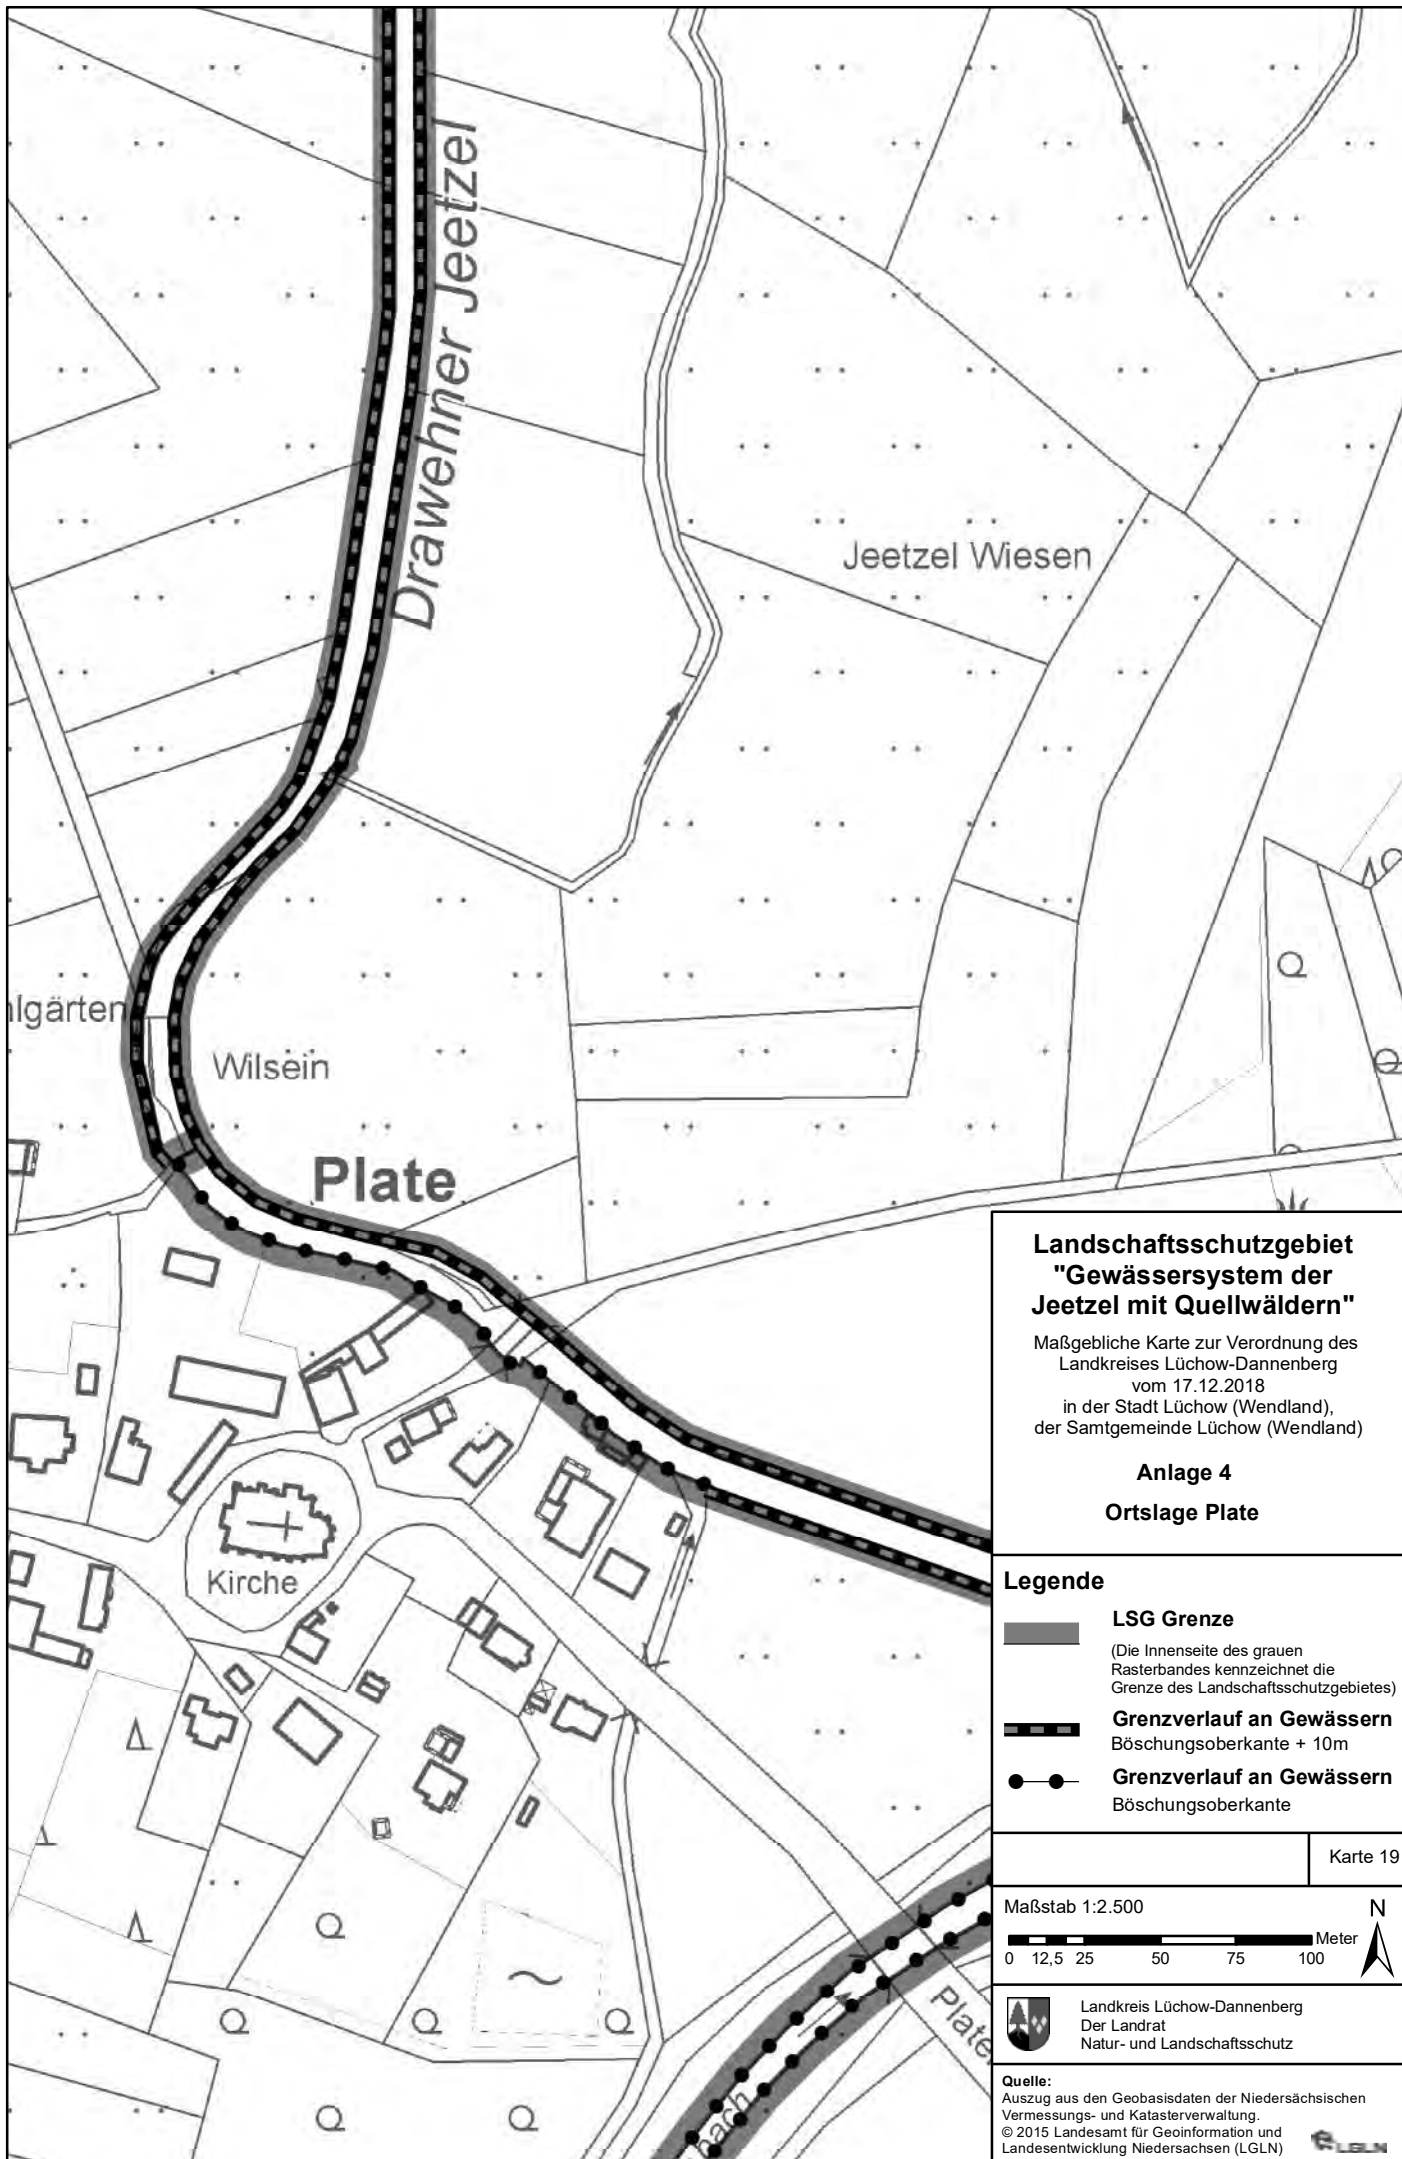 Drawehner Jeetzel
Jeetzel Wiesen
lgärten
Wilsein
Plate
Kirche
Plate
bach
Landschaftsschutzgebiet
"Gewässersystem der
Jeetzel mit Quellwäldern"
Maßgebliche Karte zur Verordnung des
Landkreises Lüchow-Dannenberg
vom 17.12.2018
in der Stadt Lüchow (Wendland),
der Samtgemeinde Lüchow (Wendland)
Anlage 4
Ortslage Plate
Legende
LSG Grenze
(Die Innenseite des grauen
Rasterbandes kennzeichnet die
Grenze des Landschaftsschutzgebietes)
Grenzverlauf an Gewässern
Böschungsoberkante + 10m
Grenzverlauf an Gewässern
Böschungsoberkante
Karte 19
Maßstab 1:2.500
N
Meter
0 12,5 25 50 75 100
Landkreis Lüchow-Dannenberg
Der Landrat
Natur- und Landschaftsschutz
Quelle:
Auszug aus den Geobasisdaten der Niedersächsischen
Vermessungs- und Katasterverwaltung.
© 2015 Landesamt für Geoinformation und
Landesentwicklung Niedersachsen (LGLN)
LGLN